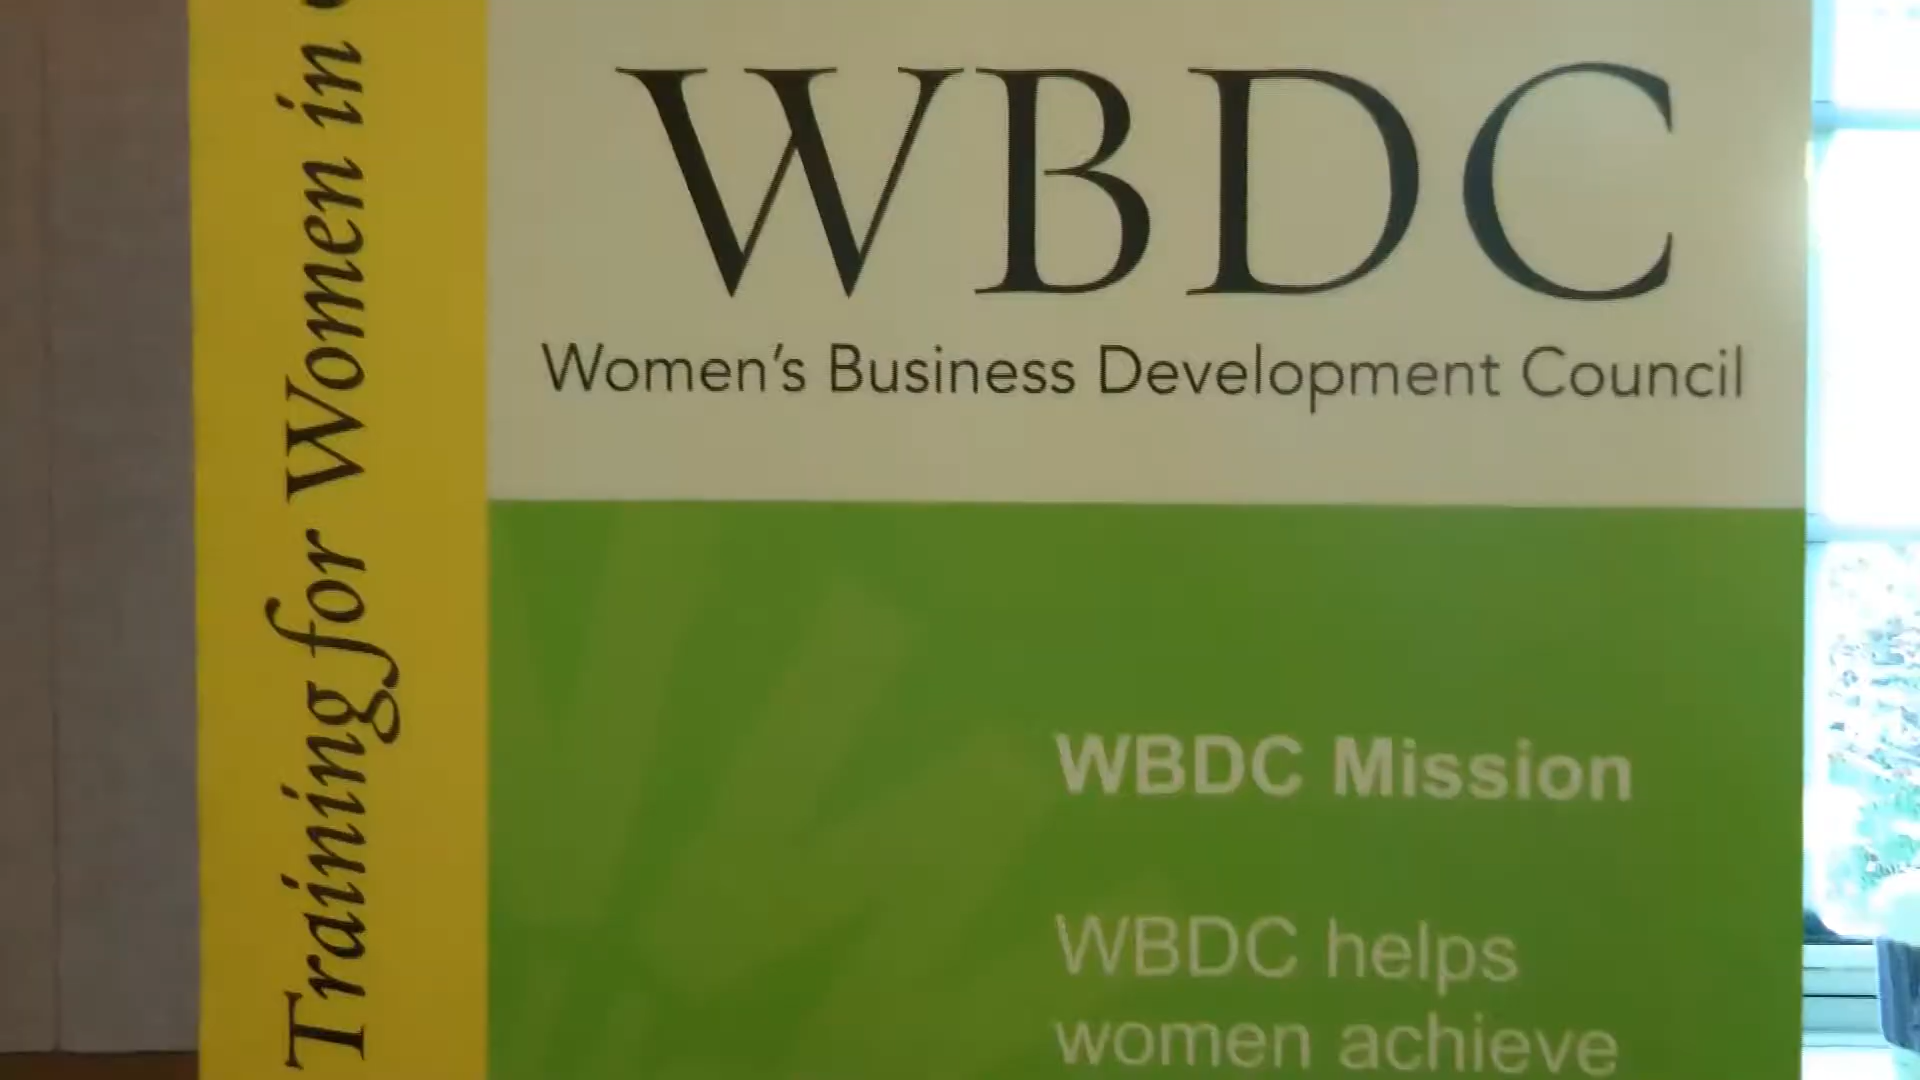 Training for Women in
WBDC
Women's Business Development Council
WBDC Mission
WBDC helps
women achieve